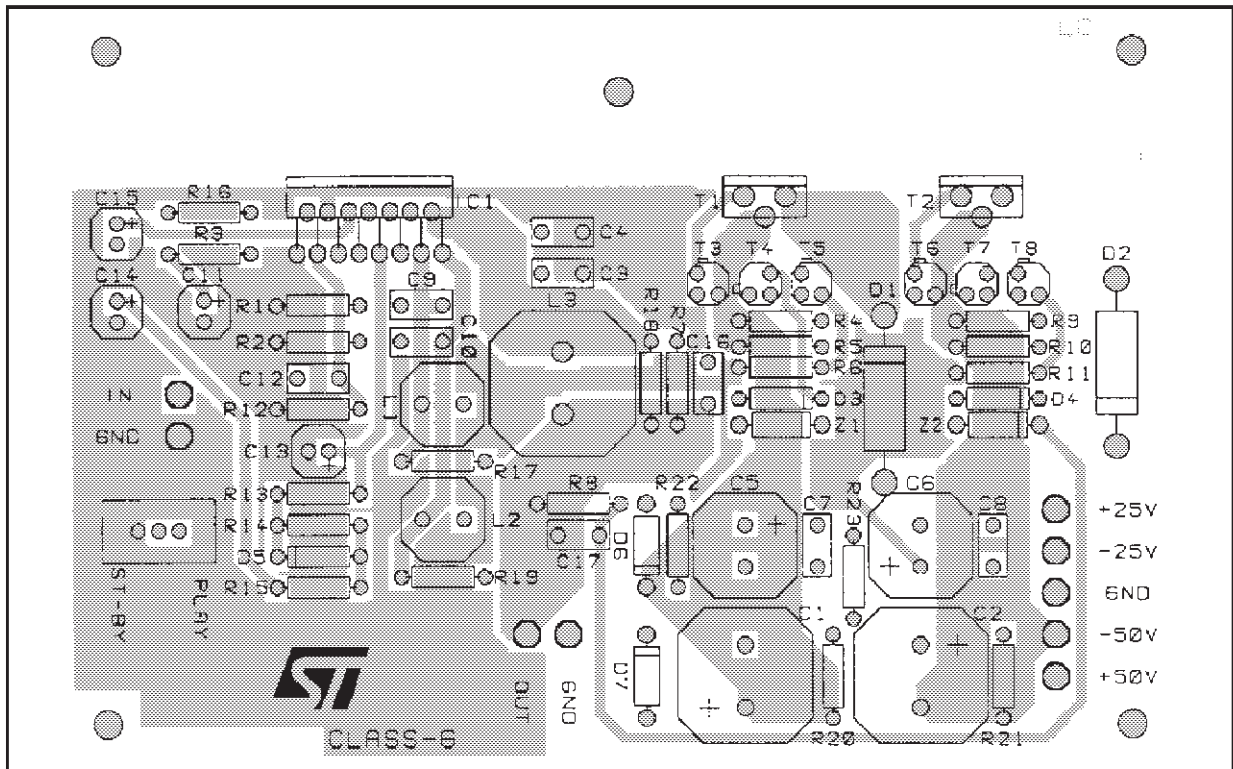 R16
C15
IC1
T1
T2
R3
C4
C14
C11
C3
T3
T4
T5
T6
T7
T8
D2
C9
L3
R1
R18
R7
D1
R4
R9
C10
C16
R2
R5
R10
R6
R11
C12
IN
R12
D3
D4
GND
Z1
Z2
C13
R17
R13
R8
R22
C5
C7
R23
C6
C8
+25V
R14
L2
C17
D6
-25V
D5
R19
GND
R15
ST-BY
PLAY
C1
C2
-50V
D7
+50V
ST
OUT
GND
CLASS-G
R20
R21